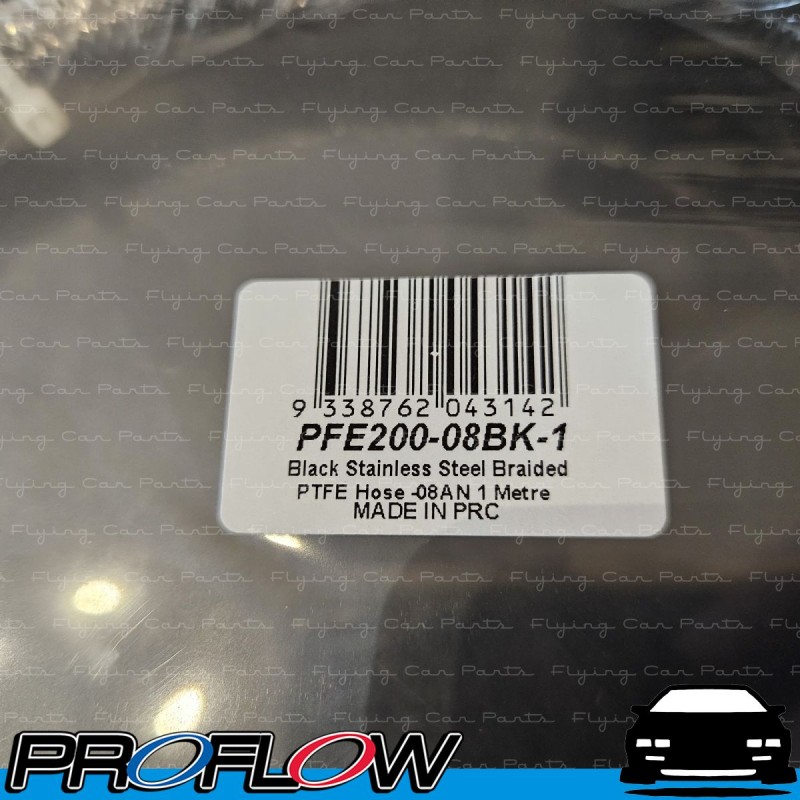 Flying Car Parts
9 338762 043142
PFE200-08BK-1
Black Stainless Steel Braided
PTFE Hose -08AN 1 Metre
MADE IN PRC
PROFLOW